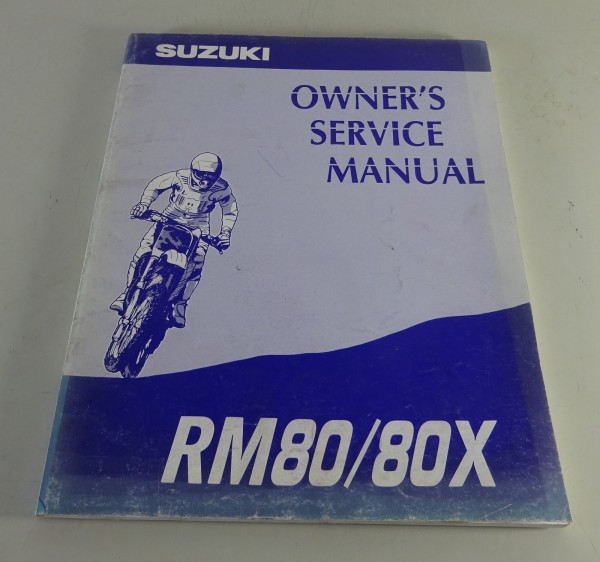 SUZUKI
OWNER'S
SERVICE
MANUAL
RM80/80X